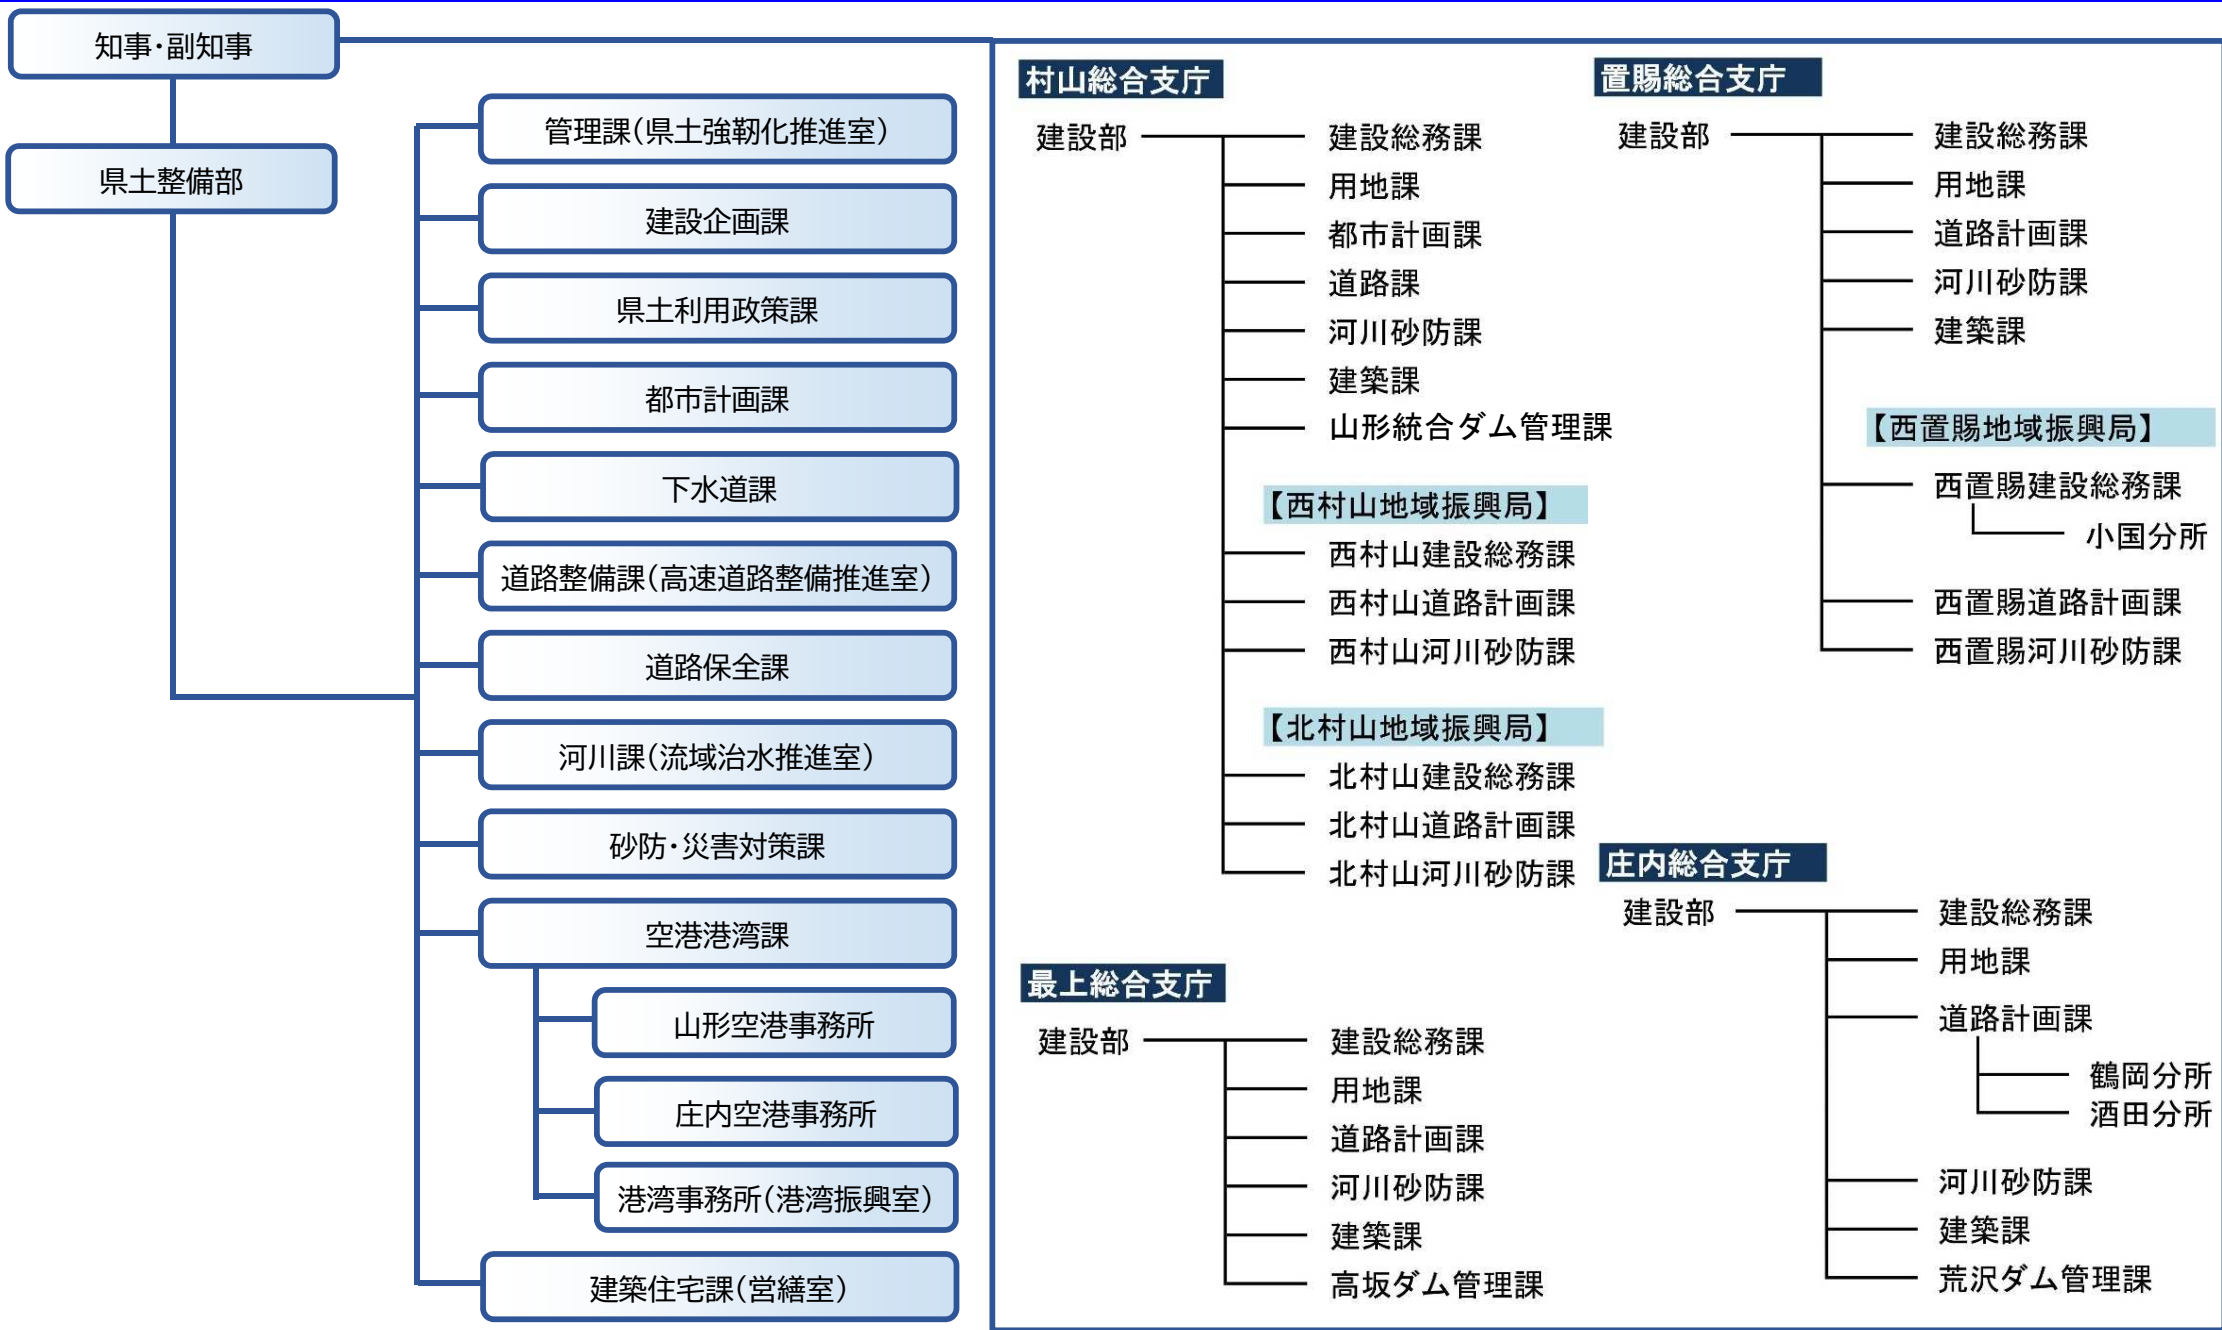 知事・副知事
県土整備部
管理課（県土強靭化推進室）
建設企画課
県土利用政策課
都市計画課
下水道課
道路整備課（高速道路整備推進室）
道路保全課
河川課（流域治水推進室）
砂防・災害対策課
空港港湾課
山形空港事務所
庄内空港事務所
港湾事務所（港湾振興室）
建築住宅課（営繕室）
村山総合支庁
建設部
建設総務課
用地課
都市計画課
道路課
河川砂防課
建築課
山形統合ダム管理課
【西村山地域振興局】
西村山建設総務課
西村山道路計画課
西村山河川砂防課
【北村山地域振興局】
北村山建設総務課
北村山道路計画課
北村山河川砂防課
最上総合支庁
建設部
建設総務課
用地課
道路計画課
河川砂防課
建築課
高坂ダム管理課
置賜総合支庁
建設部
建設総務課
用地課
道路計画課
河川砂防課
建築課
【西置賜地域振興局】
西置賜建設総務課
小国分所
西置賜道路計画課
西置賜河川砂防課
庄内総合支庁
建設部
建設総務課
用地課
道路計画課
鶴岡分所
酒田分所
河川砂防課
建築課
荒沢ダム管理課